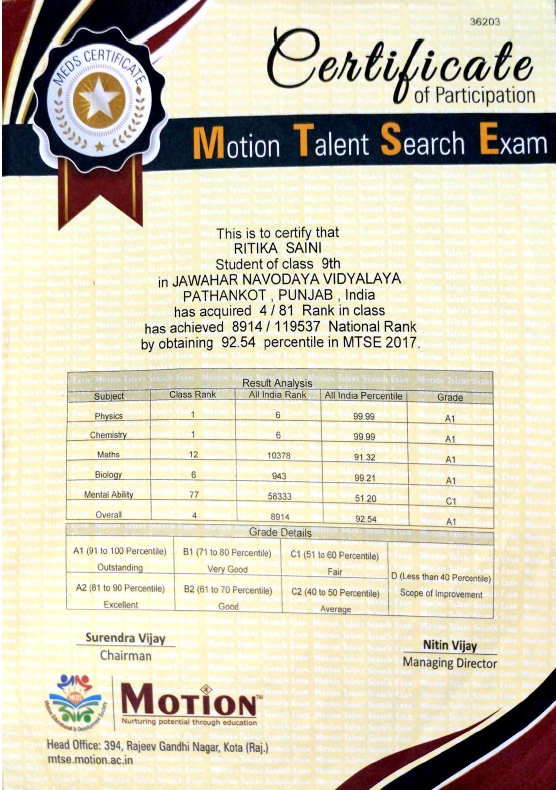 36203
MEDS CERTIFICATE
Certificate
of Participation
Motion Talent Search Exam
This is to certify that
RITIKA SAINI
Student of class 9th
in JAWAHAR NAVODAYA VIDYALAYA
PATHANKOT , PUNJAB , India
has acquired 4 / 81 Rank in class
has achieved 8914 / 119537 National Rank
by obtaining 92.54 percentile in MTSE 2017.
Result Analysis
Subject Class Rank All India Rank All India Percentile Grade
Physics 1 6 99.99 A1
Chemistry 1 6 99.99 A1
Maths 12 10378 91.32 A1
Biology 6 943 99.21 A1
Mental Ability 77 58333 51.20 C1
Overall 4 8914 92.54 A1
Grade Details
A1 (91 to 100 Percentile) B1 (71 to 80 Percentile) C1 (51 to 60 Percentile) D (Less than 40 Percentile)
Outstanding Very Good Fair Scope of Improvement
A2 (81 to 90 Percentile) B2 (61 to 70 Percentile) C2 (40 to 50 Percentile)
Excellent Good Average
Surendra Vijay
Chairman
Nitin Vijay
Managing Director
MEDS
MOTION™
Nurturing potential through education
Head Office: 394, Rajeev Gandhi Nagar, Kota (Raj.)
mtse.motion.ac.in